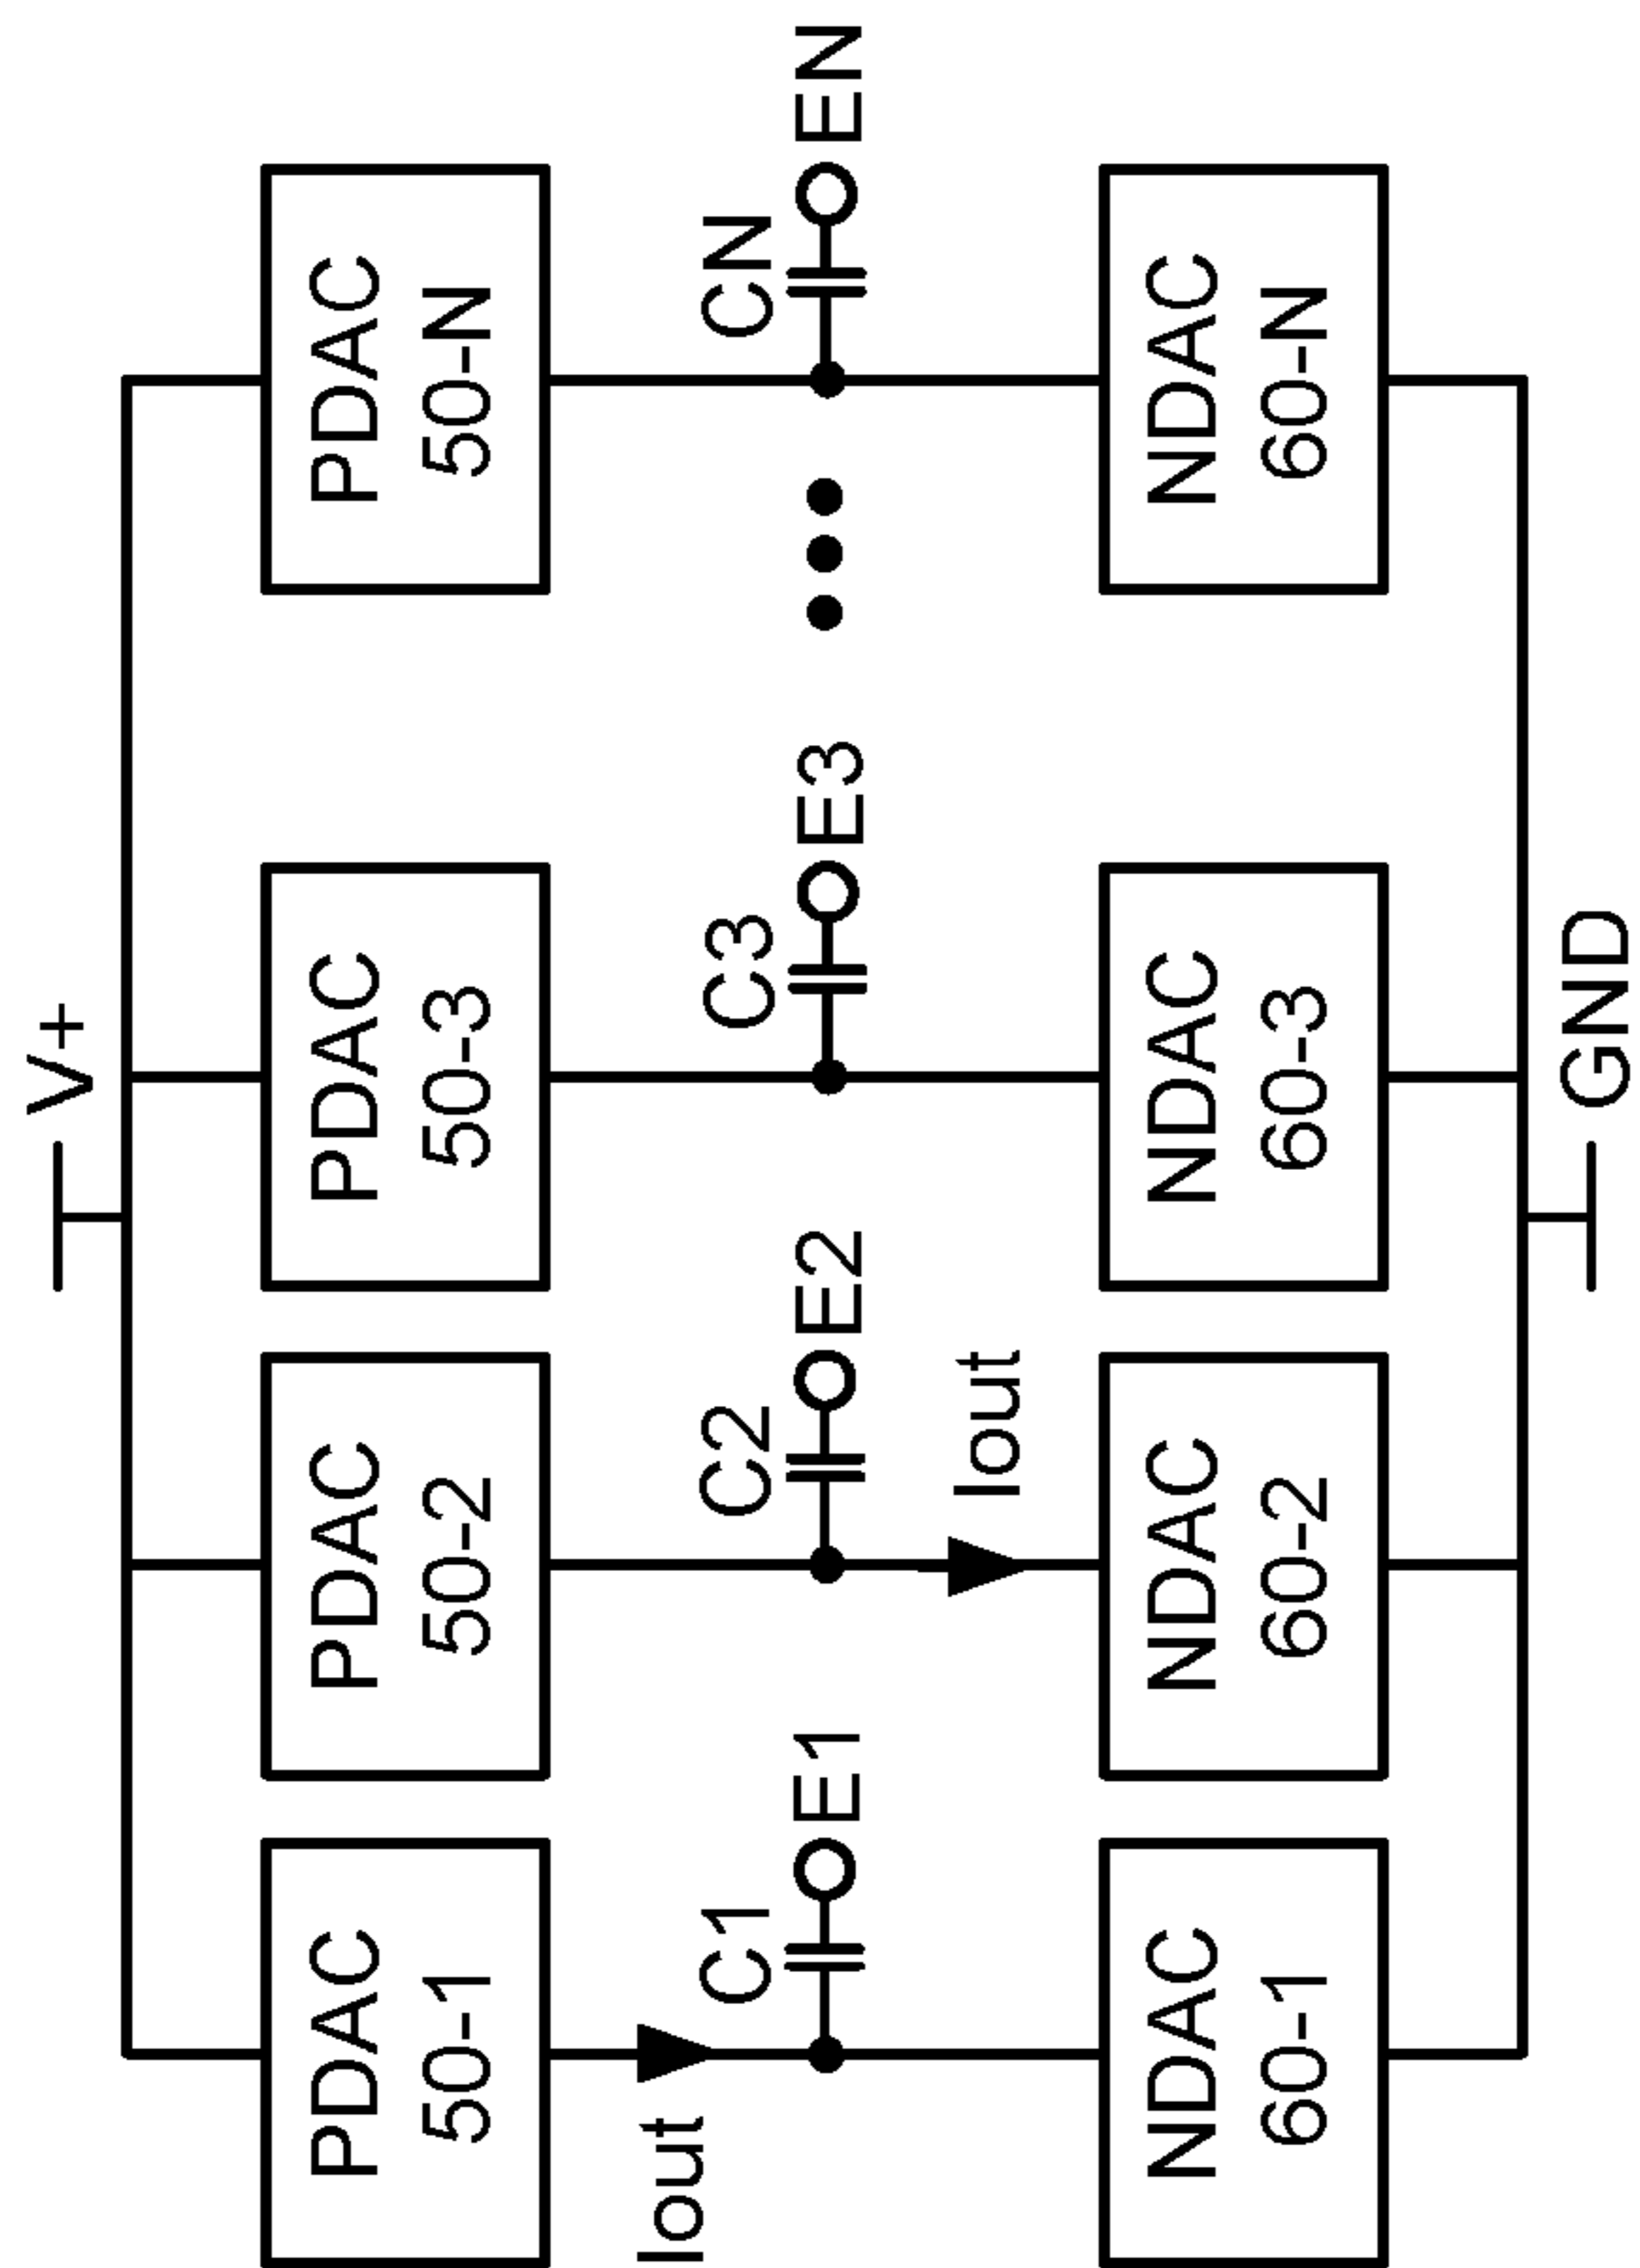 V+
PDAC
50-1
PDAC
50-2
PDAC
50-3
PDAC
50-N
Iout
C1
E1
C2
E2
C3
E3
CN
EN
Iout
NDAC
60-1
NDAC
60-2
NDAC
60-3
NDAC
60-N
GND